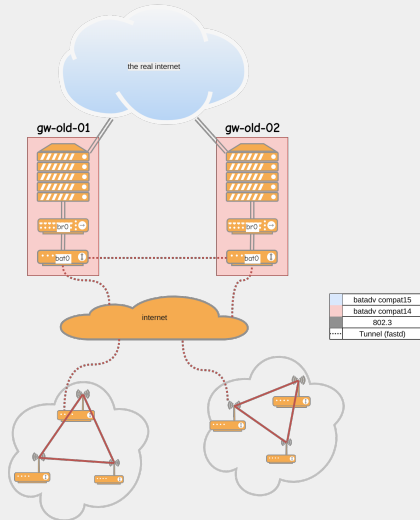 the real internet
gw-old-01
gw-old-02
br0
br0
bat0
bat0
internet
batadv compat15
batadv compat14
802.3
Tunnel (fastd)